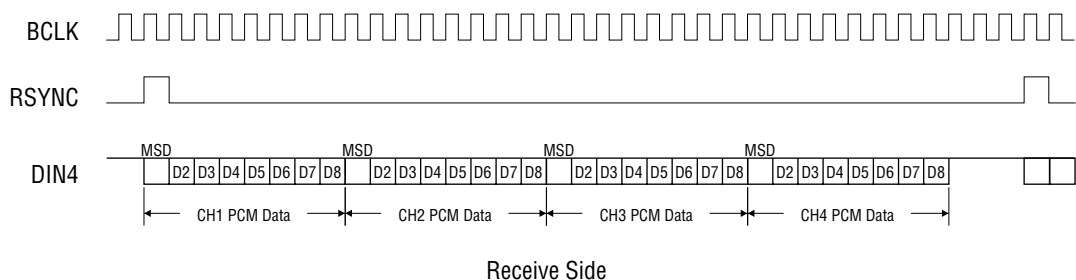 BCLK
RSYNC
MSD MSD MSD MSD
DIN4 D2 D3 D4 D5 D6 D7 D8 D2 D3 D4 D5 D6 D7 D8 D2 D3 D4 D5 D6 D7 D8 D2 D3 D4 D5 D6 D7 D8
CH1 PCM Data CH2 PCM Data CH3 PCM Data CH4 PCM Data
Receive Side